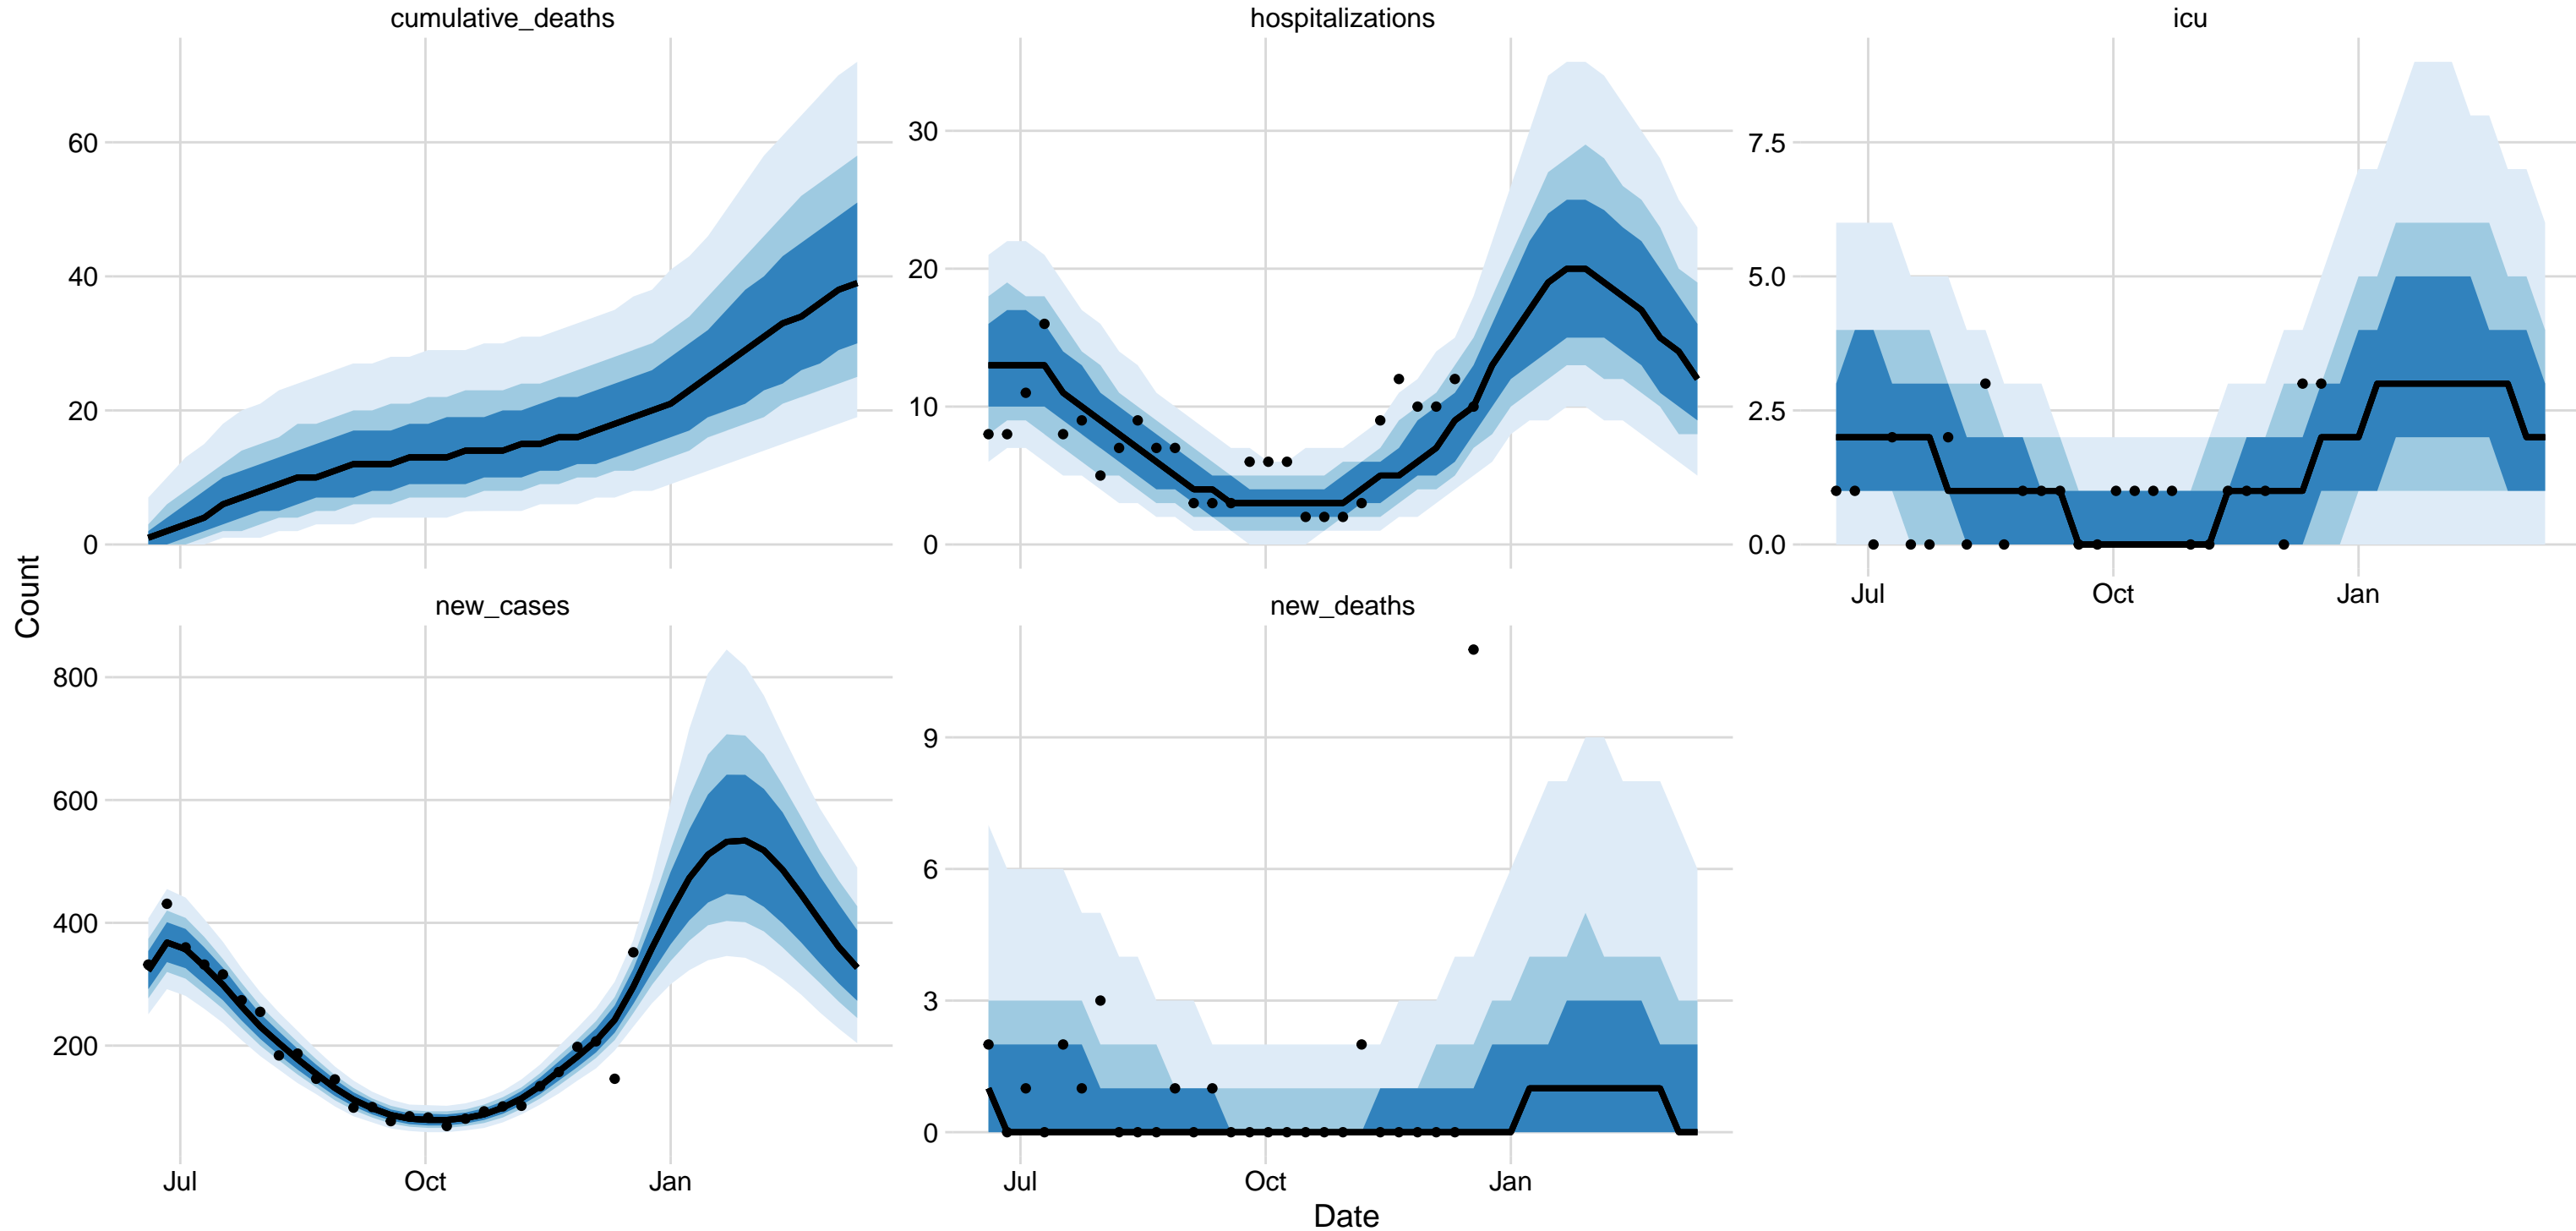 cumulative_deaths
hospitalizations
icu
60
40
20
0
30
20
10
0
7.5
5.0
2.5
0.0
Jul Oct Jan
Count
new_cases
new_deaths
800
600
400
200
9
6
3
0
Jul Oct Jan
Jul Oct Jan
Date